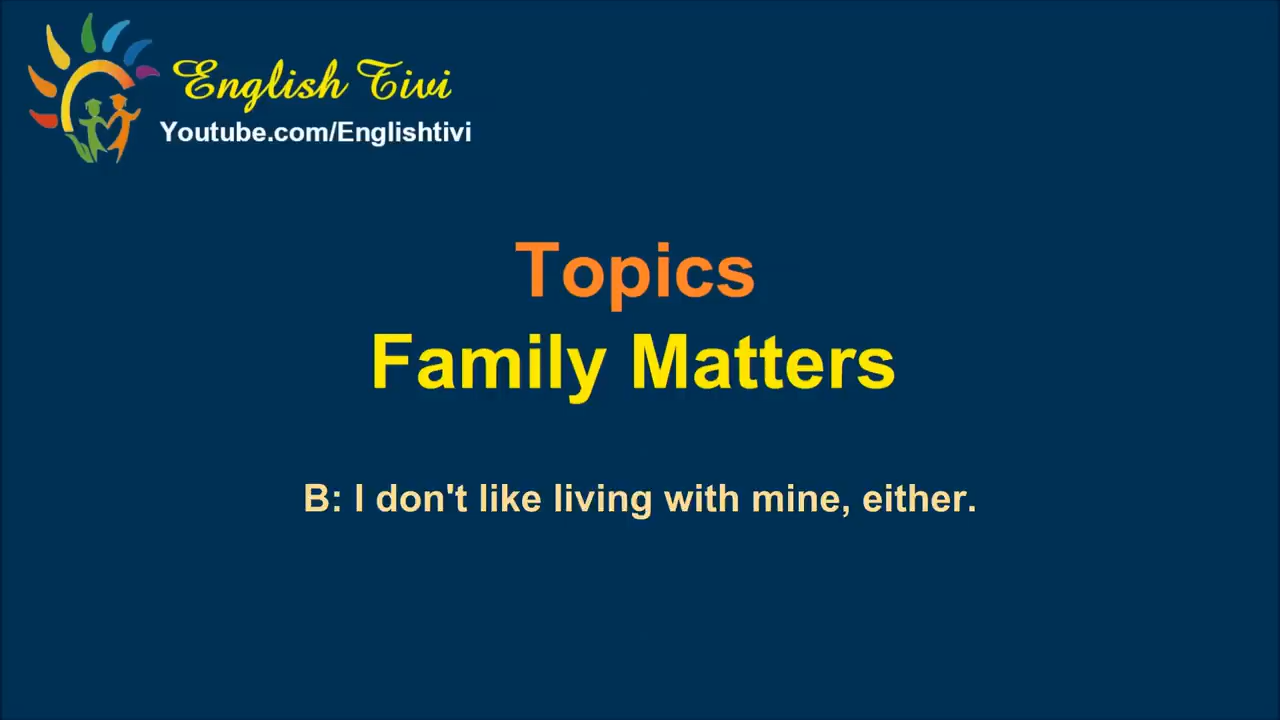 English Tivi
Youtube.com/Englishtivi
Topics
Family Matters
B: I don't like living with mine, either.